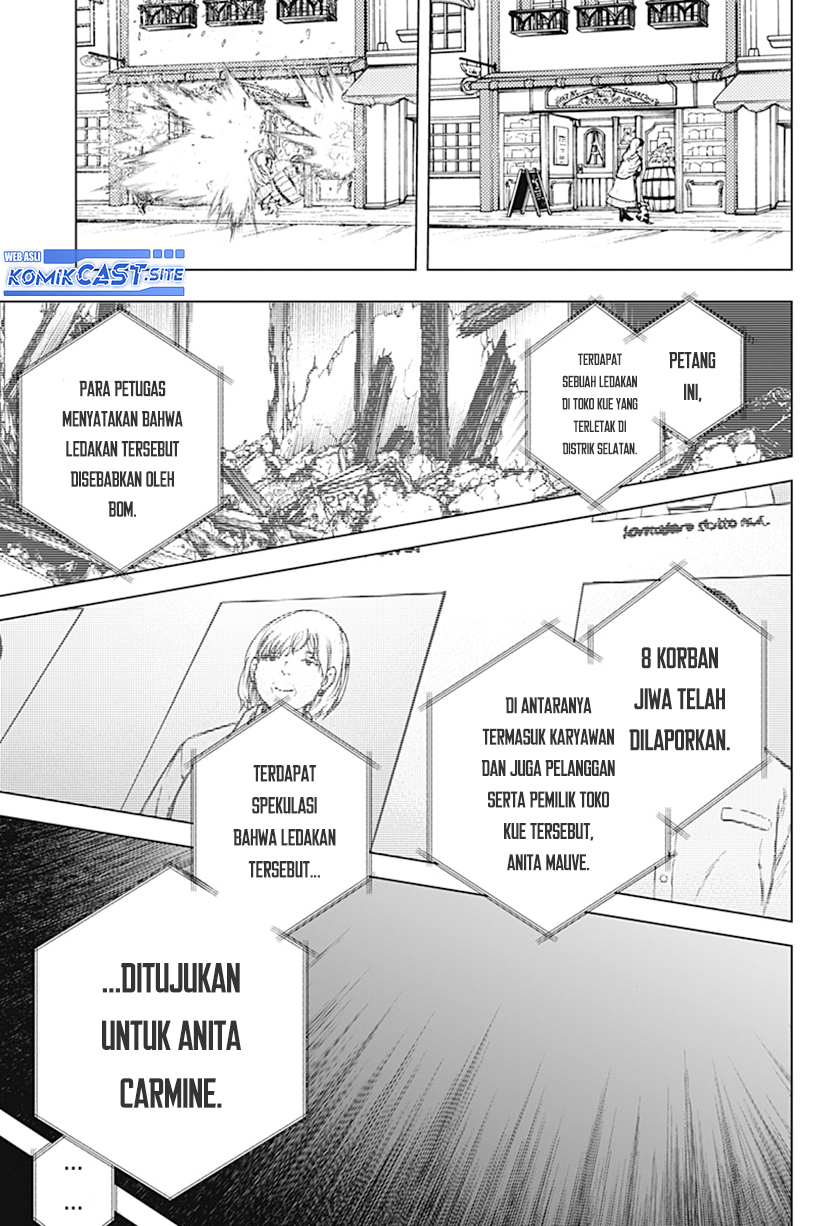 WEB ASLI
KOMIKCAST.SITE
PETANG
INI,
TERDAPAT
SEBUAH LEDAKAN
DI TOKO KUE YANG
TERLETAK DI
DISTRIK SELATAN.
PARA PETUGAS
MENYATAKAN BAHWA
LEDAKAN TERSEBUT
DISEBABKAN OLEH
BOM.
8 KORBAN
JIWA TELAH
DILAPORKAN.
DI ANTARANYA
TERMASUK KARYAWAN
DAN JUGA PELANGGAN
SERTA PEMILIK TOKO
KUE TERSEBUT,
ANITA MAUVE.
TERDAPAT
SPEKULASI
BAHWA LEDAKAN
TERSEBUT...
...DITUJUKAN
UNTUK ANITA
CARMINE.
...
...